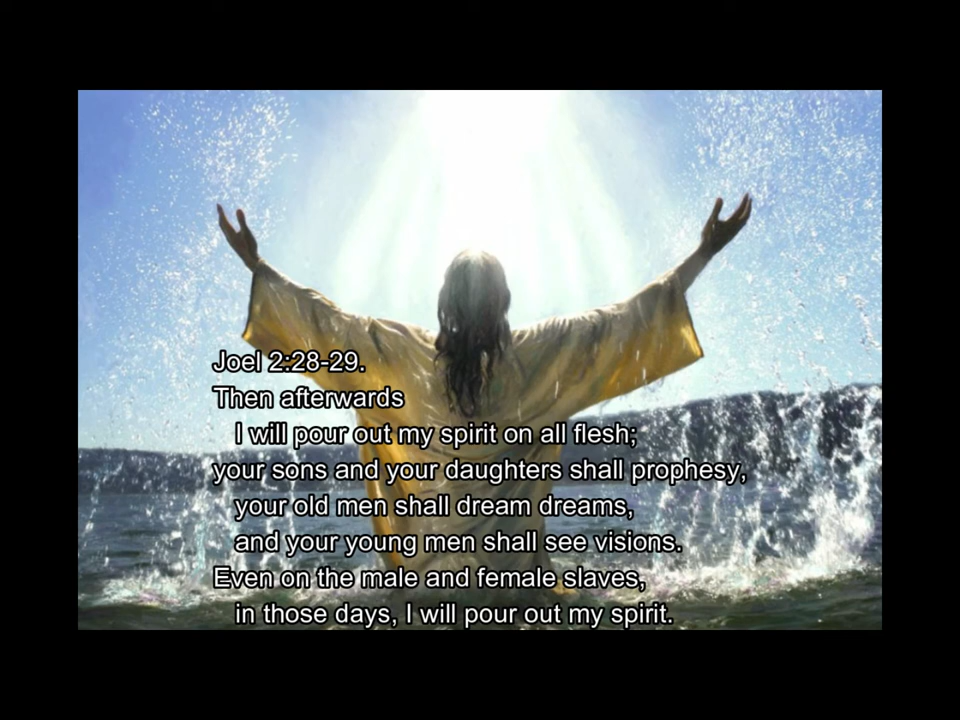 Joel 2:28-29.
Then afterwards
I will pour out my spirit on all flesh;
your sons and your daughters shall prophesy,
your old men shall dream dreams,
and your young men shall see visions.
Even on the male and female slaves,
in those days, I will pour out my spirit.